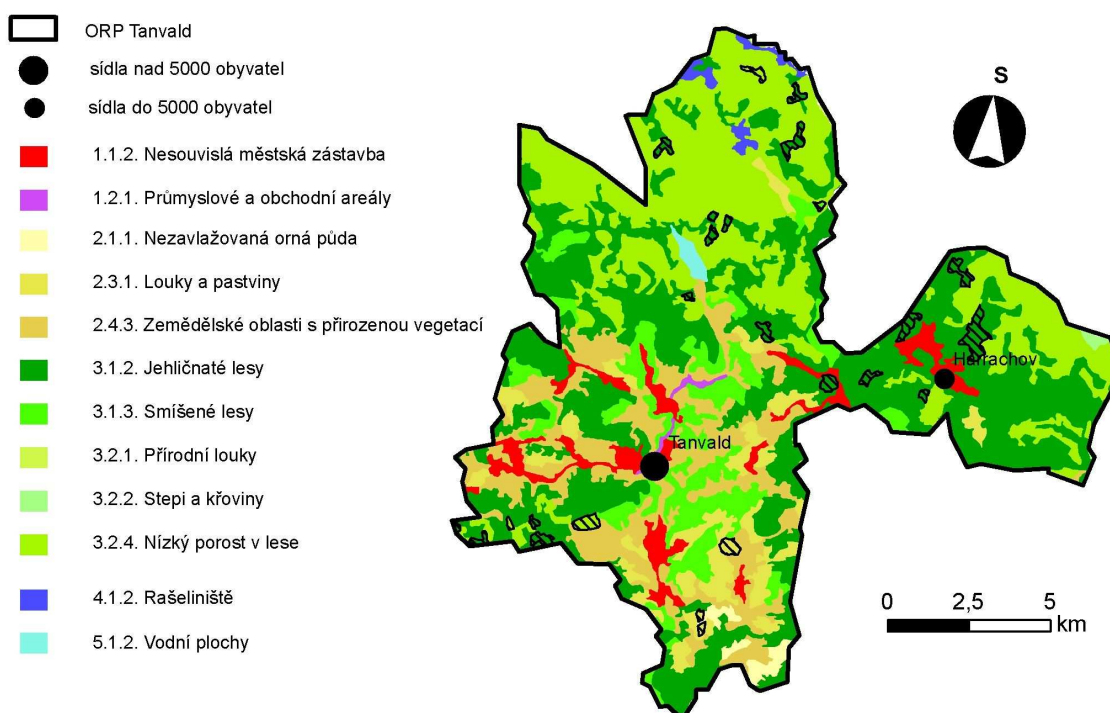 ORP Tanvald
sídla nad 5000 obyvatel
sídla do 5000 obyvatel
1.1.2. Nesouvislá městská zástavba
1.2.1. Průmyslové a obchodní areály
2.1.1. Nezavlažovaná orná půda
2.3.1. Louky a pastviny
2.4.3. Zemědělské oblasti s přirozenou vegetací
3.1.2. Jehličnaté lesy
3.1.3. Smíšené lesy
3.2.1. Přírodní louky
3.2.2. Stepi a křoviny
3.2.4. Nízký porost v lese
4.1.2. Rašeliniště
5.1.2. Vodní plochy
S
Harrachov
Tanvald
0 2,5 5
km